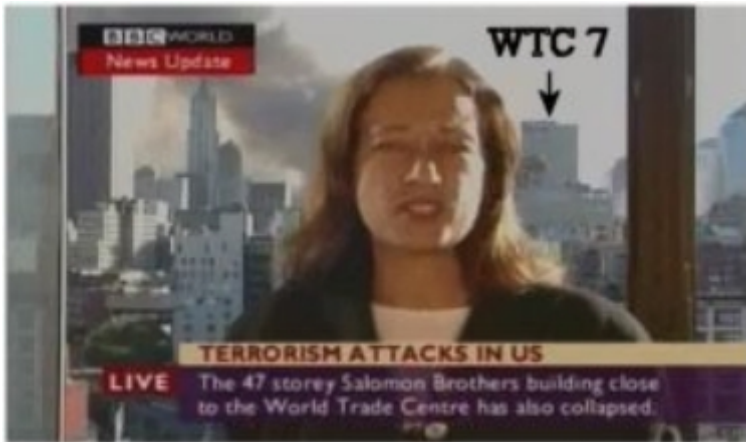 BBC WORLD
News Update
WTC 7
TERRORISM ATTACKS IN US
LIVE
The 47 storey Salomon Brothers building close
to the World Trade Centre has also collapsed.